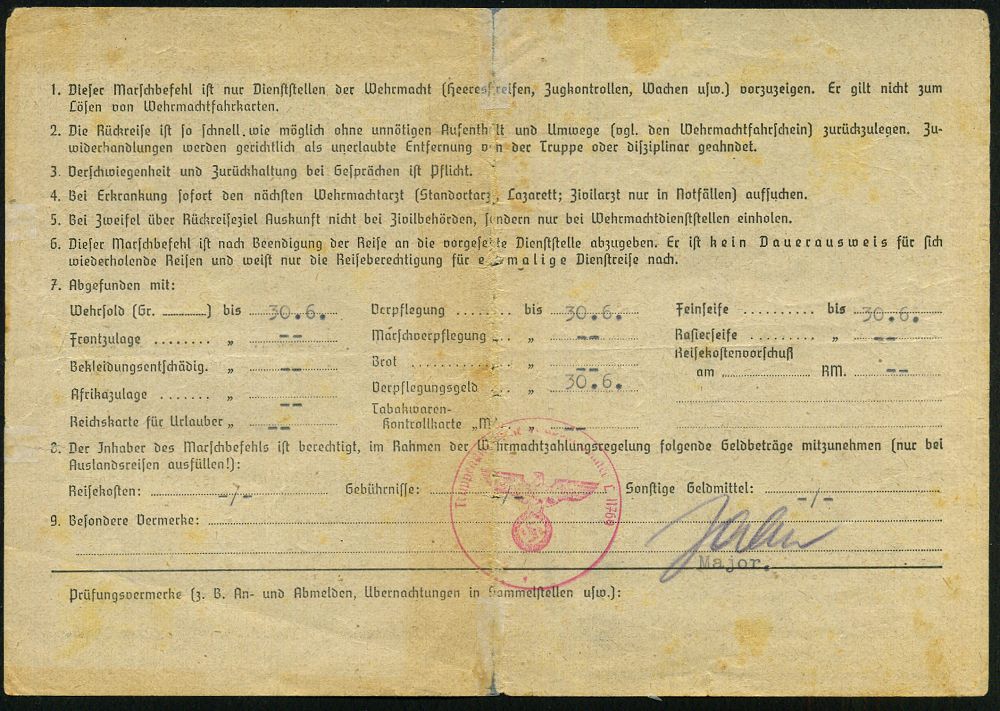 1. Dieser Marschbefehl ist nur Dienststellen der Wehrmacht (Heeresstreifen, Zugkontrollen, Wachen usw.) vorzuzeigen. Er gilt nicht zum
Lösen von Wehrmachtfahrkarten.
2. Die Rückreise ist so schnell wie möglich ohne unnötigen Aufenthalt und Umwege (vgl. den Wehrmachtfahrschein) zurückzulegen. Zu-
widerhandlungen werden gerichtlich als unerlaubte Entfernung von der Truppe oder disziplinar geahndet.
3. Verschwiegenheit und Zurückhaltung bei Gesprächen ist Pflicht.
4. Bei Erkrankung sofort den nächsten Wehrmachtarzt (Standortarzt, Lazarett; Zivilarzt nur in Notfällen) aufsuchen.
5. Bei Zweifel über Rückreiseziel Auskunft nicht bei Zivilbehörden, sondern nur bei Wehrmachtdienststellen einholen.
6. Dieser Marschbefehl ist nach Beendigung der Reise an die vorgesetzte Dienststelle abzugeben. Er ist kein Dauerausweis für sich
wiederholende Reisen und weist nur die Reiseberechtigung für einmalige Dienstreise nach.
7. Abgefunden mit:
Wehrsold (Gr. ..........) bis 30.6. Verpflegung ........ bis 30.6. Feinseife .......... bis 30.6.
Frontzulage ........ „ -- Marschverpflegung .. „ -- Rasierseife .......... „ --
Bekleidungsentschädig. „ -- Brot ............ „ -- Reisekostenvorschuß
am .......... RM. --
Afrikazulage ....... „ -- Verpflegungsgeld .. „ 30.6.
Reichskarte für Urlauber „ -- Tabakwaren-
Kontrollkarte „M“ .. „ --
8. Der Inhaber des Marschbefehls ist berechtigt, im Rahmen der Wehrmachtzahlungsregelung folgende Geldbeträge mitzunehmen (nur bei
Auslandsreisen ausfüllen!):
Reisekosten: -/- Gebührnisse: -/- Sonstige Geldmittel: -/-
9. Besondere Vermerke:
L 11768
Major.
Prüfungsvermerke (z. B. An- und Abmelden, Übernachtungen in Sammelstellen usw.):